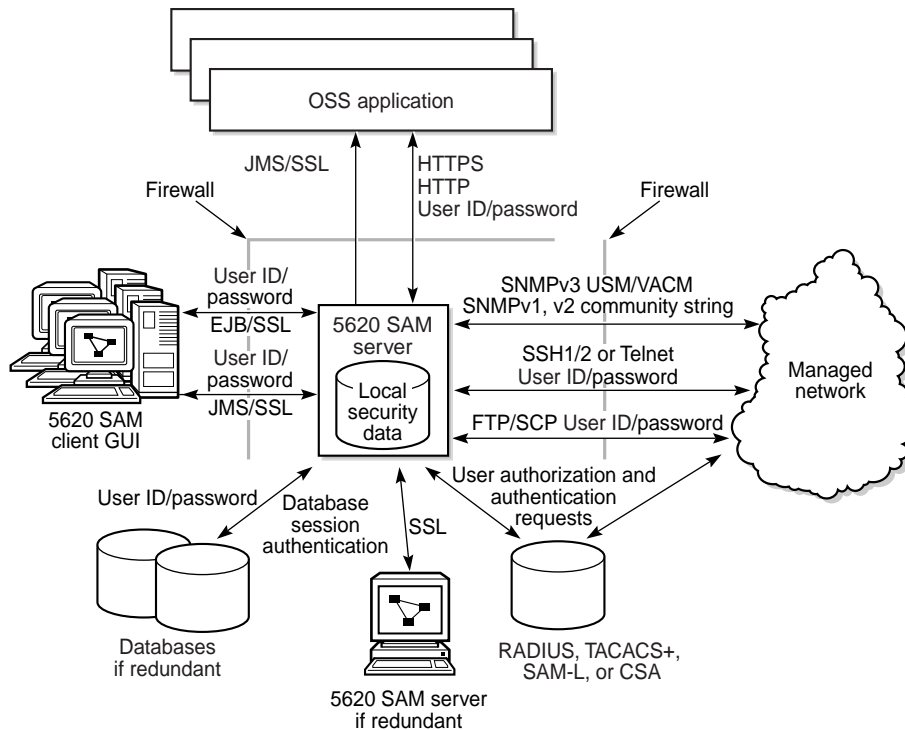 OSS application
JMS/SSL
HTTPS
HTTP
User ID/password
Firewall
Firewall
User ID/
password
EJB/SSL
User ID/
password
JMS/SSL
5620 SAM
client GUI
5620 SAM
server
Local
security
data
SNMPv3 USM/VACM
SNMPv1, v2 community string
SSH1/2 or Telnet
User ID/password
FTP/SCP User ID/password
Managed
network
User ID/password
Database
session
authentication
SSL
User authorization and
authentication
requests
Databases
if redundant
5620 SAM server
if redundant
RADIUS, TACACS+,
SAM-L, or CSA